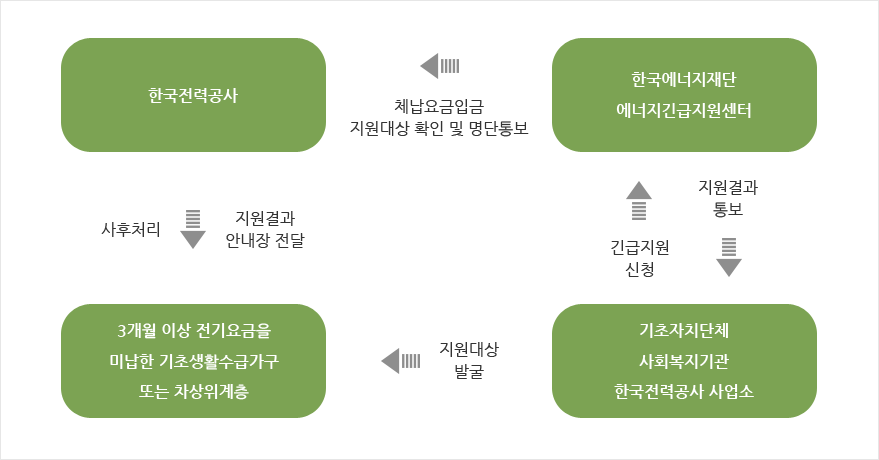 한국전력공사
체납요금입금
지원대상 확인 및 명단통보
한국에너지재단
에너지긴급지원센터
사후처리
지원결과
안내장 전달
긴급지원
신청
지원결과
통보
3개월 이상 전기요금을
미납한 기초생활수급가구
또는 차상위계층
지원대상
발굴
기초자치단체
사회복지기관
한국전력공사 사업소